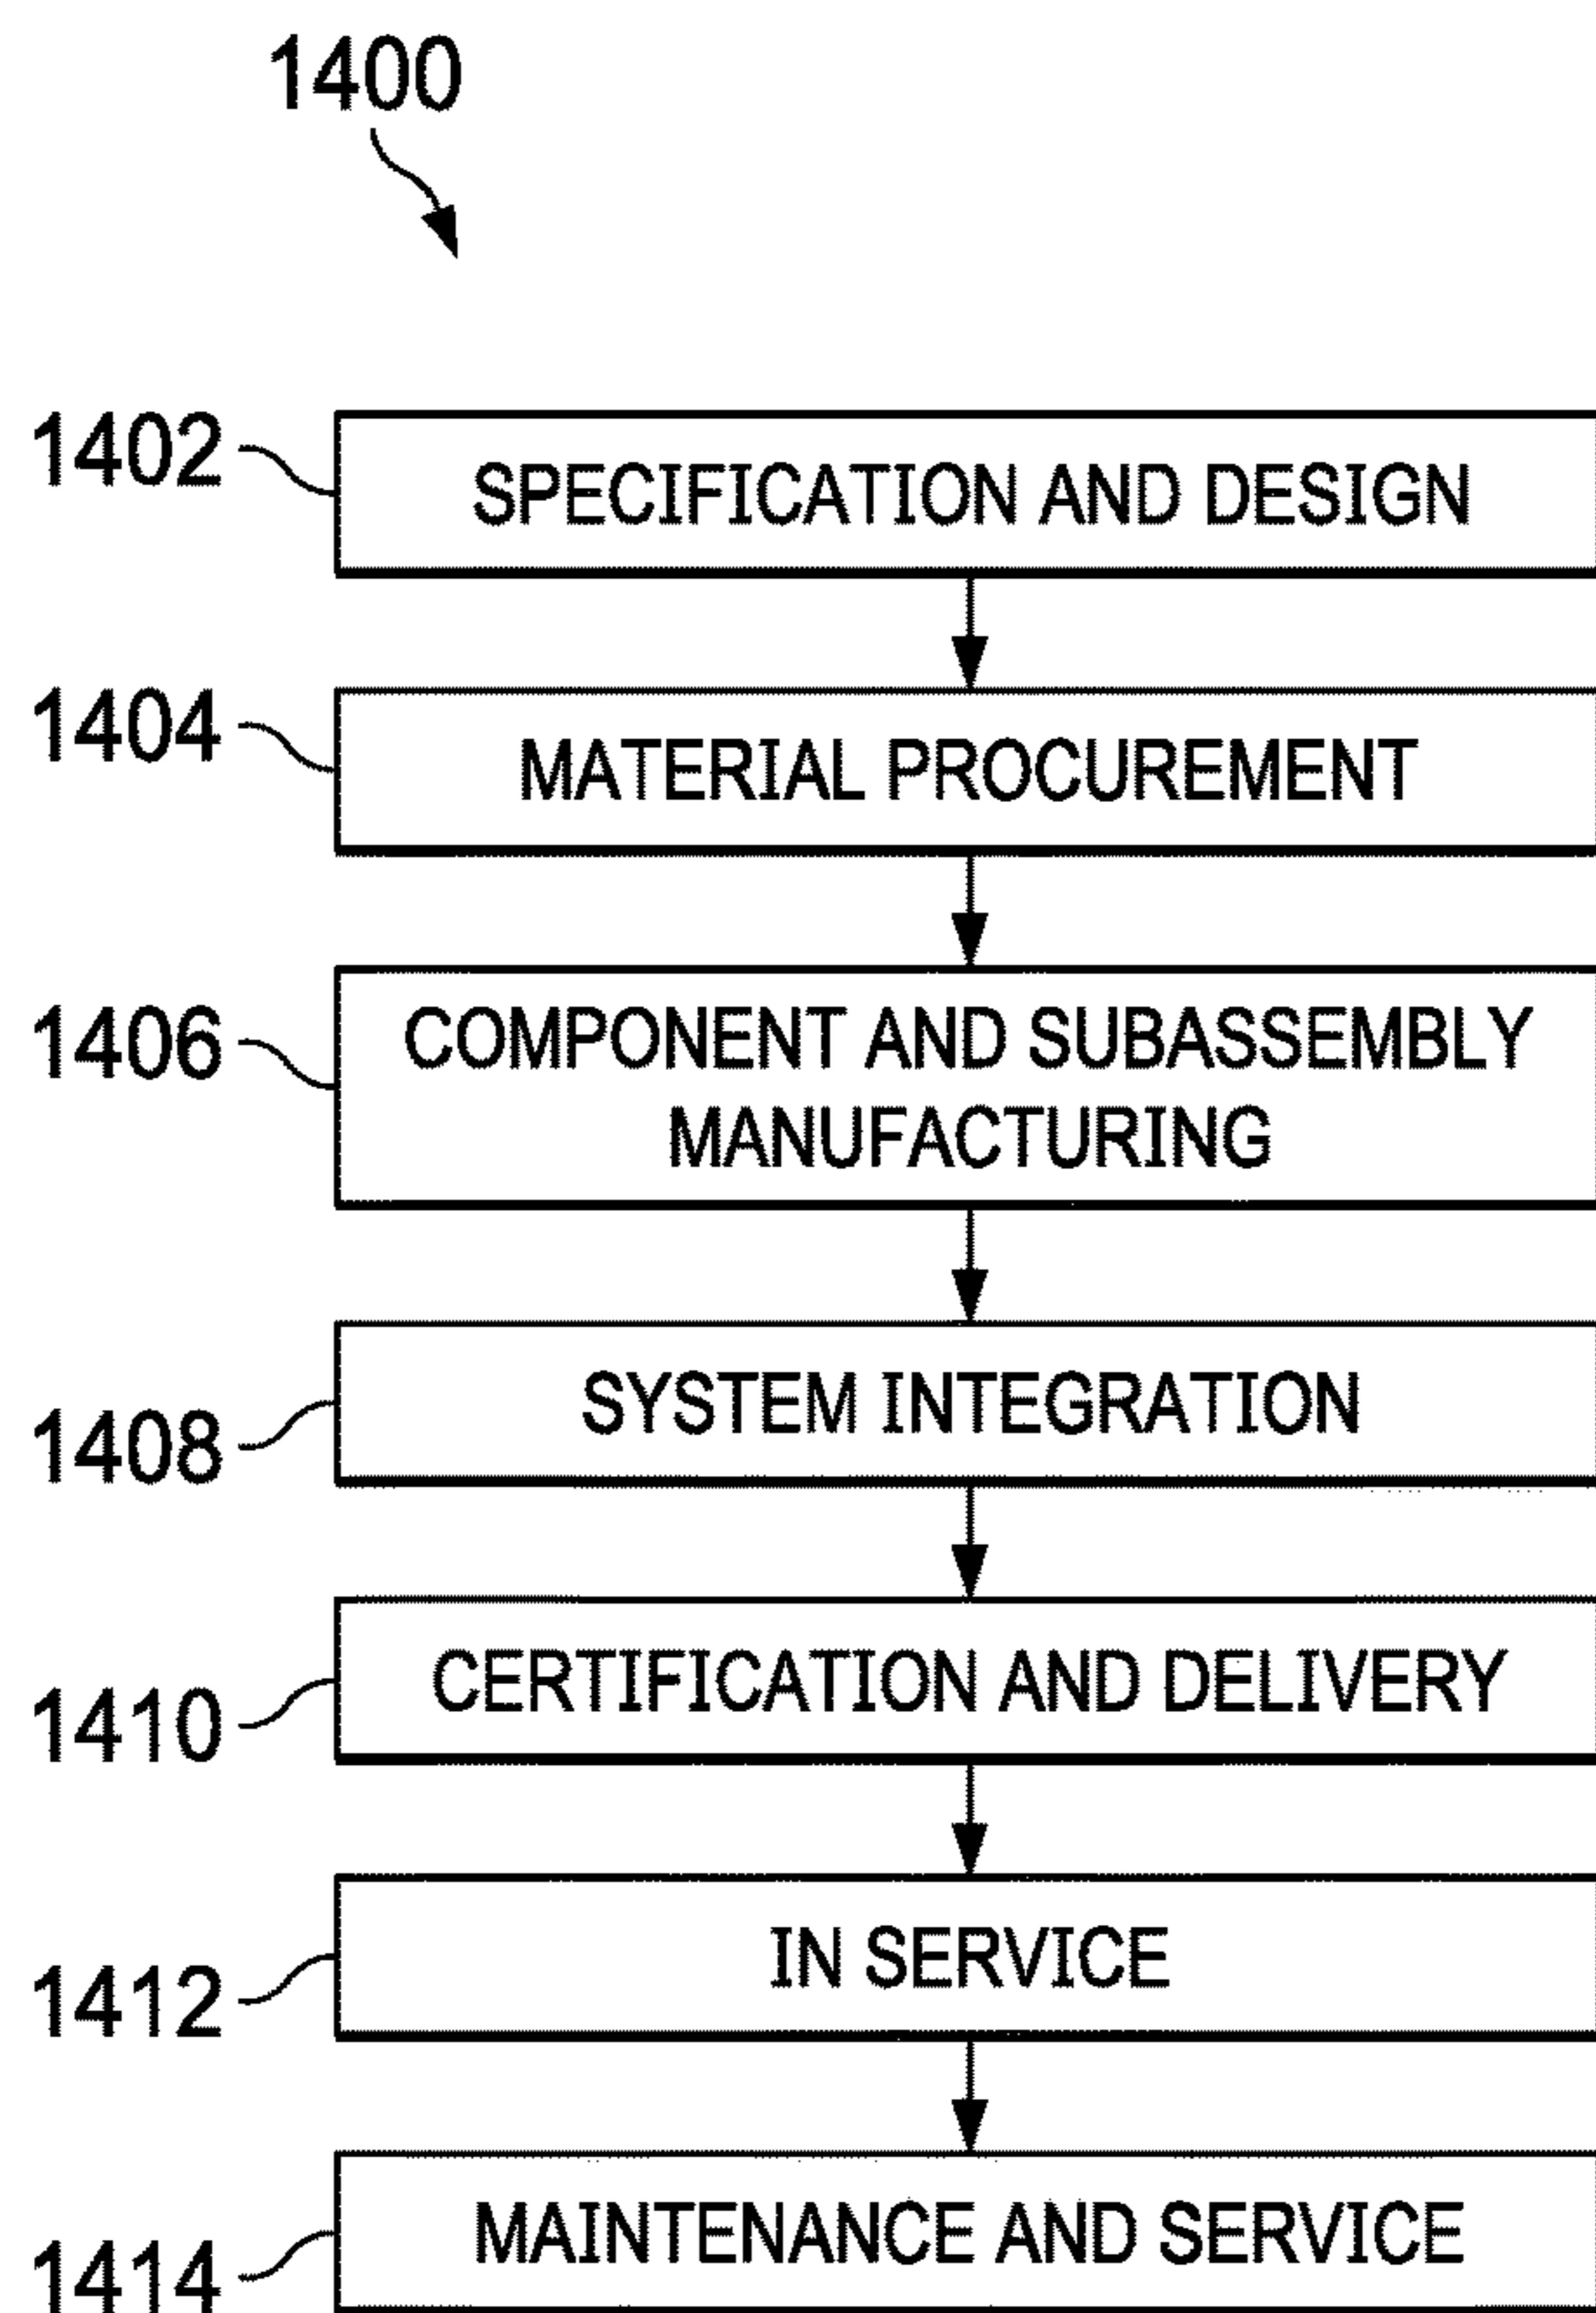 1400
1402
SPECIFICATION AND DESIGN
1404
MATERIAL PROCUREMENT
1406
COMPONENT AND SUBASSEMBLY
MANUFACTURING
1408
SYSTEM INTEGRATION
1410
CERTIFICATION AND DELIVERY
1412
IN SERVICE
1414
MAINTENANCE AND SERVICE